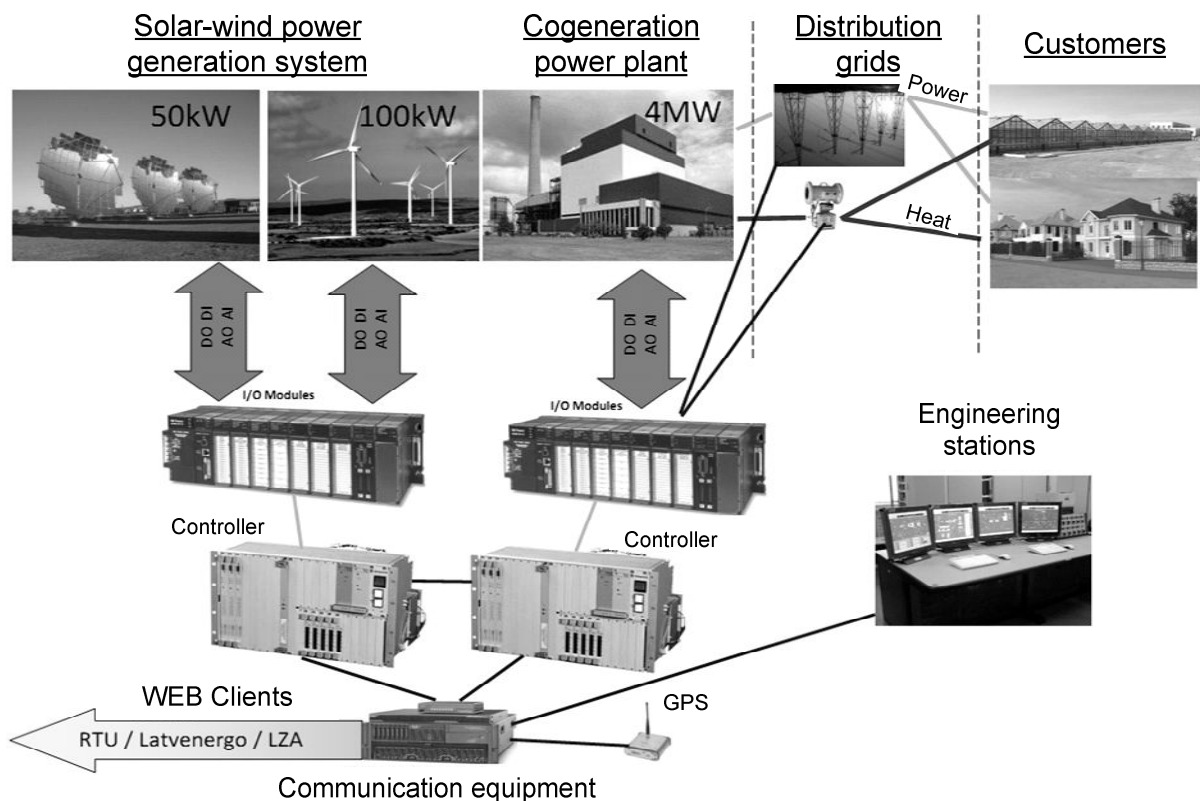 Solar-wind power
generation system
Cogeneration
power plant
Distribution
grids
Customers
50kW
100kW
4MW
Power
Heat
DO DI
AO AI
DO DI
AO AI
DO DI
AO AI
I/O Modules
I/O Modules
Engineering
stations
Controller
Controller
WEB Clients
GPS
RTU / Latvenergo / LZA
Communication equipment